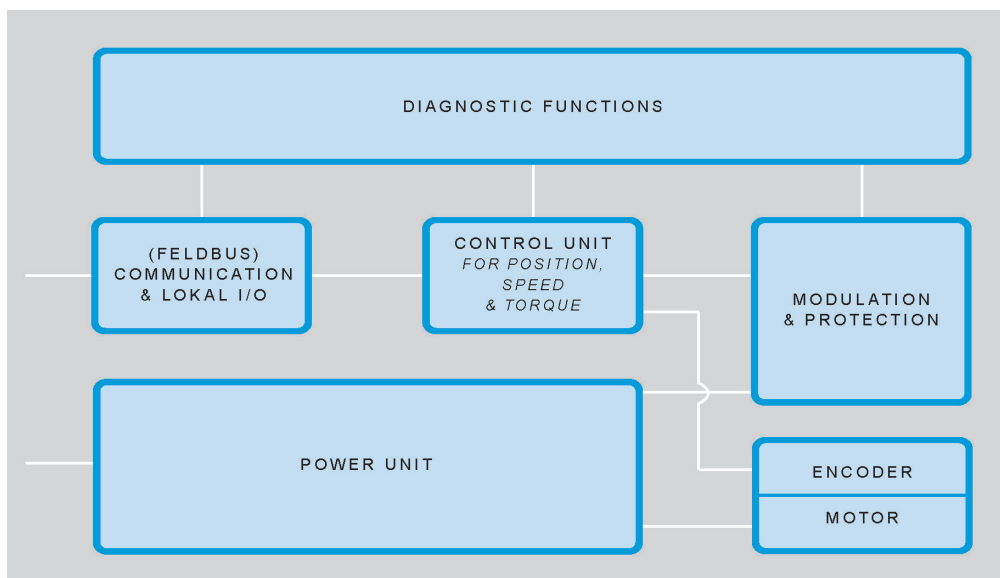 DIAGNOSTIC FUNCTIONS
(FELDBUS)
COMMUNICATION
& LOKAL I/O
CONTROL UNIT
FOR POSITION,
SPEED
& TORQUE
MODULATION
& PROTECTION
POWER UNIT
ENCODER
MOTOR